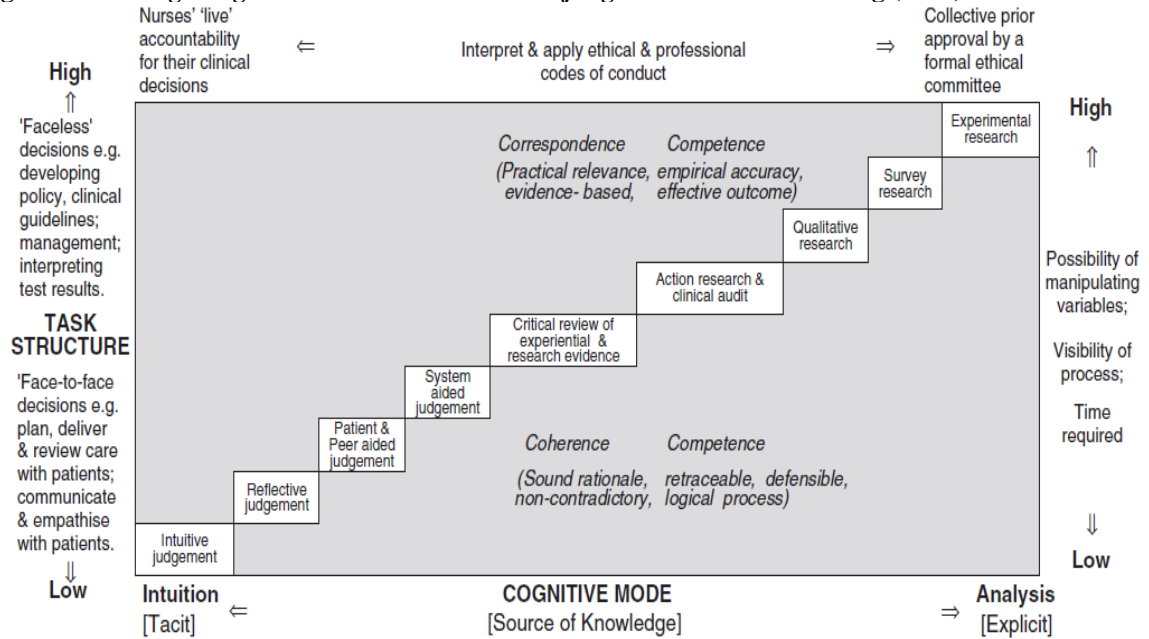 Nurses' 'live'
accountability
for their clinical
decisions
⇐
Interpret & apply ethical & professional
codes of conduct
⇒
Collective prior
approval by a
formal ethical
committee
High
⇑
'Faceless'
decisions e.g.
developing
policy, clinical
guidelines;
management;
interpreting
test results.
TASK
STRUCTURE
'Face-to-face
decisions e.g.
plan, deliver
& review care
with patients;
communicate
& empathise
with patients.
⇓
Low
Experimental
research
Survey
research
Qualitative
research
Action research &
clinical audit
Critical review of
experiential &
research evidence
System
aided
judgement
Patient &
Peer aided
judgement
Reflective
judgement
Intuitive
judgement
Correspondence Competence
(Practical relevance, empirical accuracy,
evidence- based, effective outcome)
Coherence Competence
(Sound rationale, retraceable, defensible,
non-contradictory, logical process)
High
⇑
Possibility of
manipulating
variables;
Visibility of
process;
Time
required
⇓
Low
Intuition
[Tacit]
⇐
COGNITIVE MODE
[Source of Knowledge]
⇒
Analysis
[Explicit]